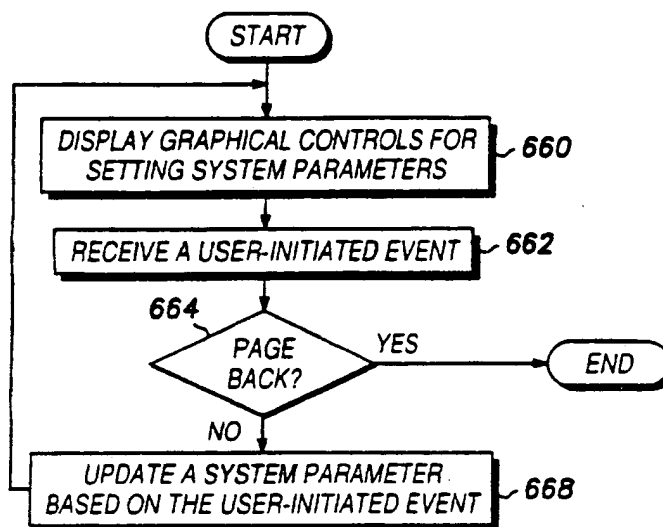 START
DISPLAY GRAPHICAL CONTROLS FOR
SETTING SYSTEM PARAMETERS
660
RECEIVE A USER-INITIATED EVENT
662
664
PAGE
BACK?
YES
END
NO
UPDATE A SYSTEM PARAMETER
BASED ON THE USER-INITIATED EVENT
668